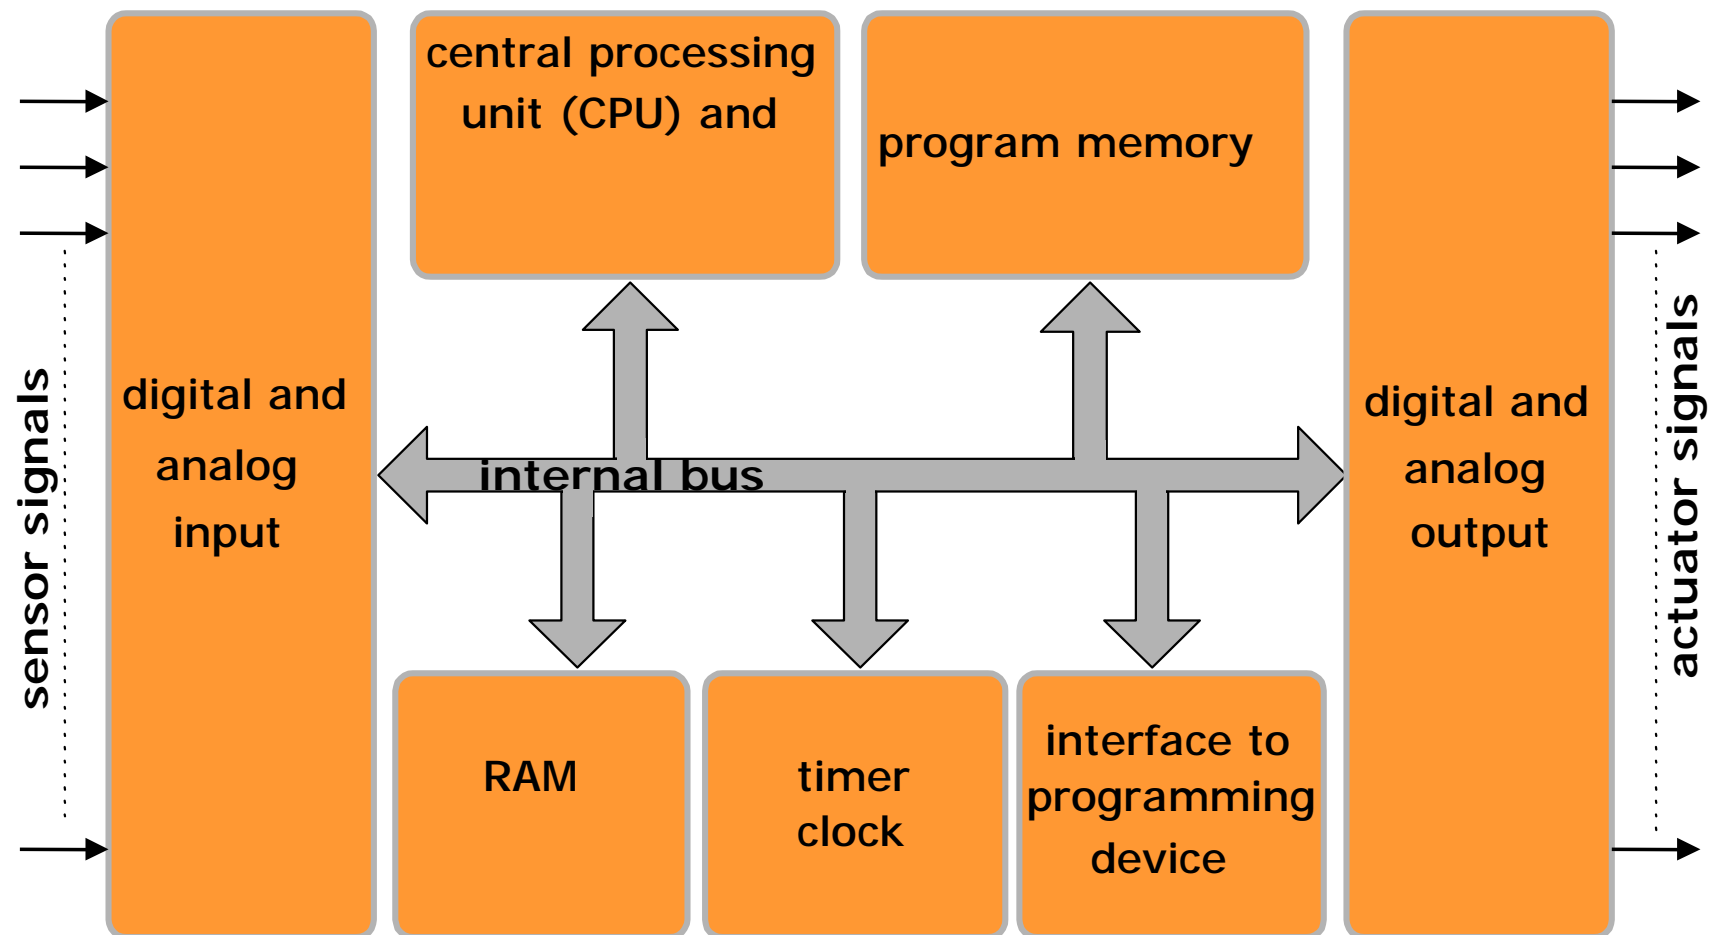 central processing
unit (CPU) and
program memory
sensor signals
digital and
analog
input
internal bus
digital and
analog
output
actuator signals
RAM
timer
clock
interface to
programming
device